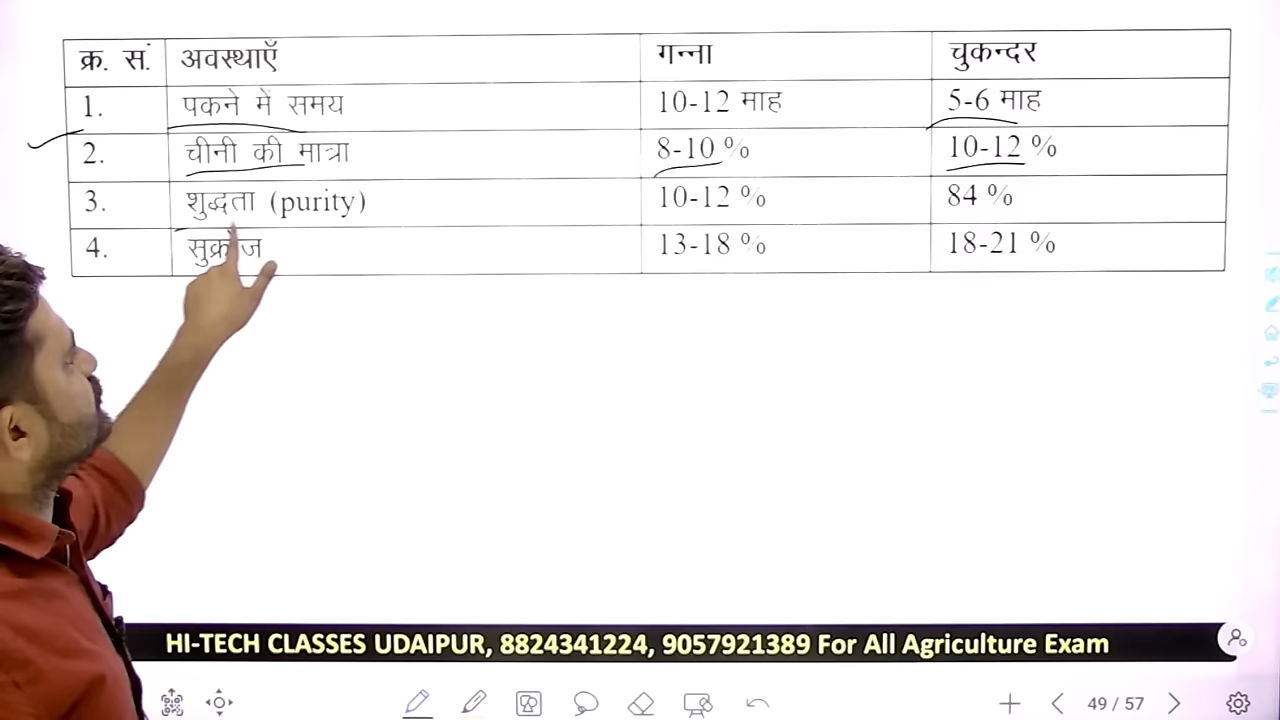 क्र. सं. अवस्थाएँ गन्ना चुकन्दर
1. पकने में समय 10-12 माह 5-6 माह
2. चीनी की मात्रा 8-10 % 10-12 %
3. शुद्धता (purity) 10-12 % 84 %
4. 13-18 % 18-21 %
HI-TECH CLASSES UDAIPUR, 8824341224, 9057921389 For All Agriculture Exam
49 / 57